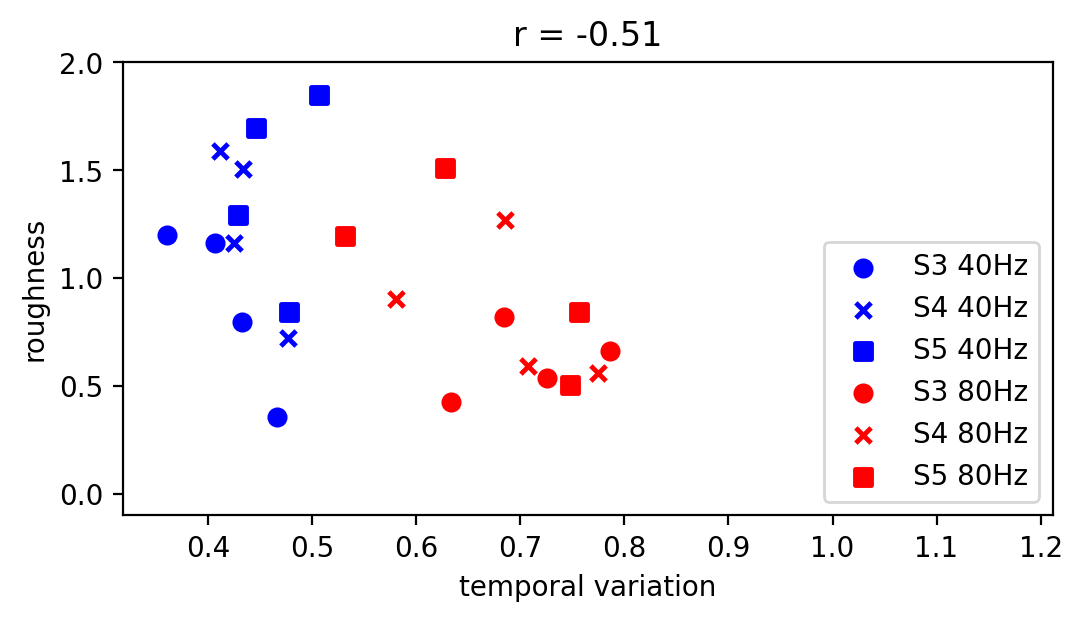 r = -0.51
roughness
2.0
1.5
1.0
0.5
0.0
S3 40Hz
S4 40Hz
S5 40Hz
S3 80Hz
S4 80Hz
S5 80Hz
0.4 0.5 0.6 0.7 0.8 0.9 1.0 1.1 1.2
temporal variation